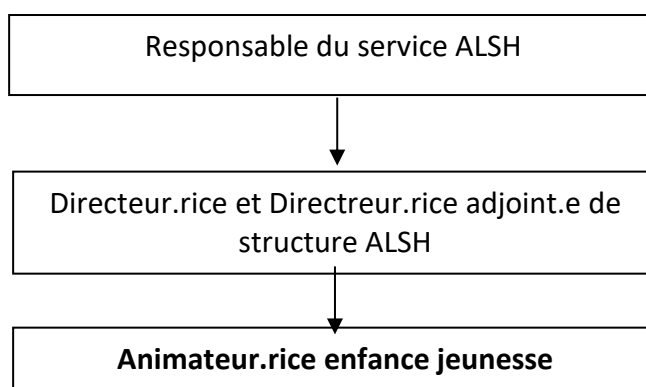 Responsable du service ALSH
Directeur.rice et Directreur.rice adjoint.e de
structure ALSH
Animateur.rice enfance jeunesse